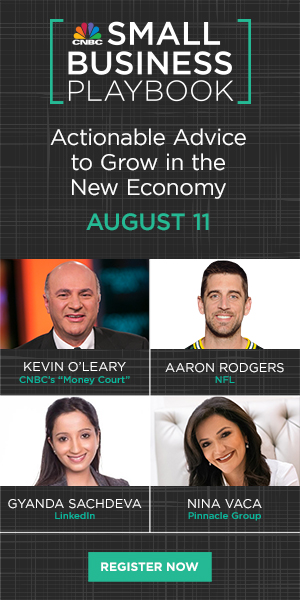 CNBC SMALL
BUSINESS
PLAYBOOK
Actionable Advice
to Grow in the
New Economy
AUGUST 11
KEVIN O'LEARY
CNBC's "Money Court"
AARON RODGERS
NFL
GYANDA SACHDEVA
LinkedIn
NINA VACA
Pinnacle Group
REGISTER NOW